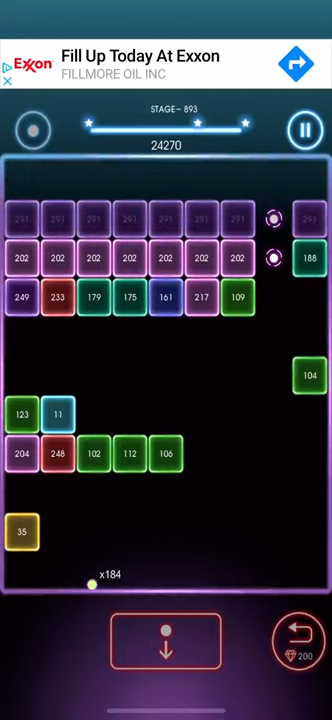 Exxon
Fill Up Today At Exxon
FILLMORE OIL INC
STAGE- 893
24270
291 291 291 291 291 291 291 291
202 202 202 202 202 202 202 188
249 233 179 175 161 217 109
104
123 11
204 248 102 112 106
35
x184
200